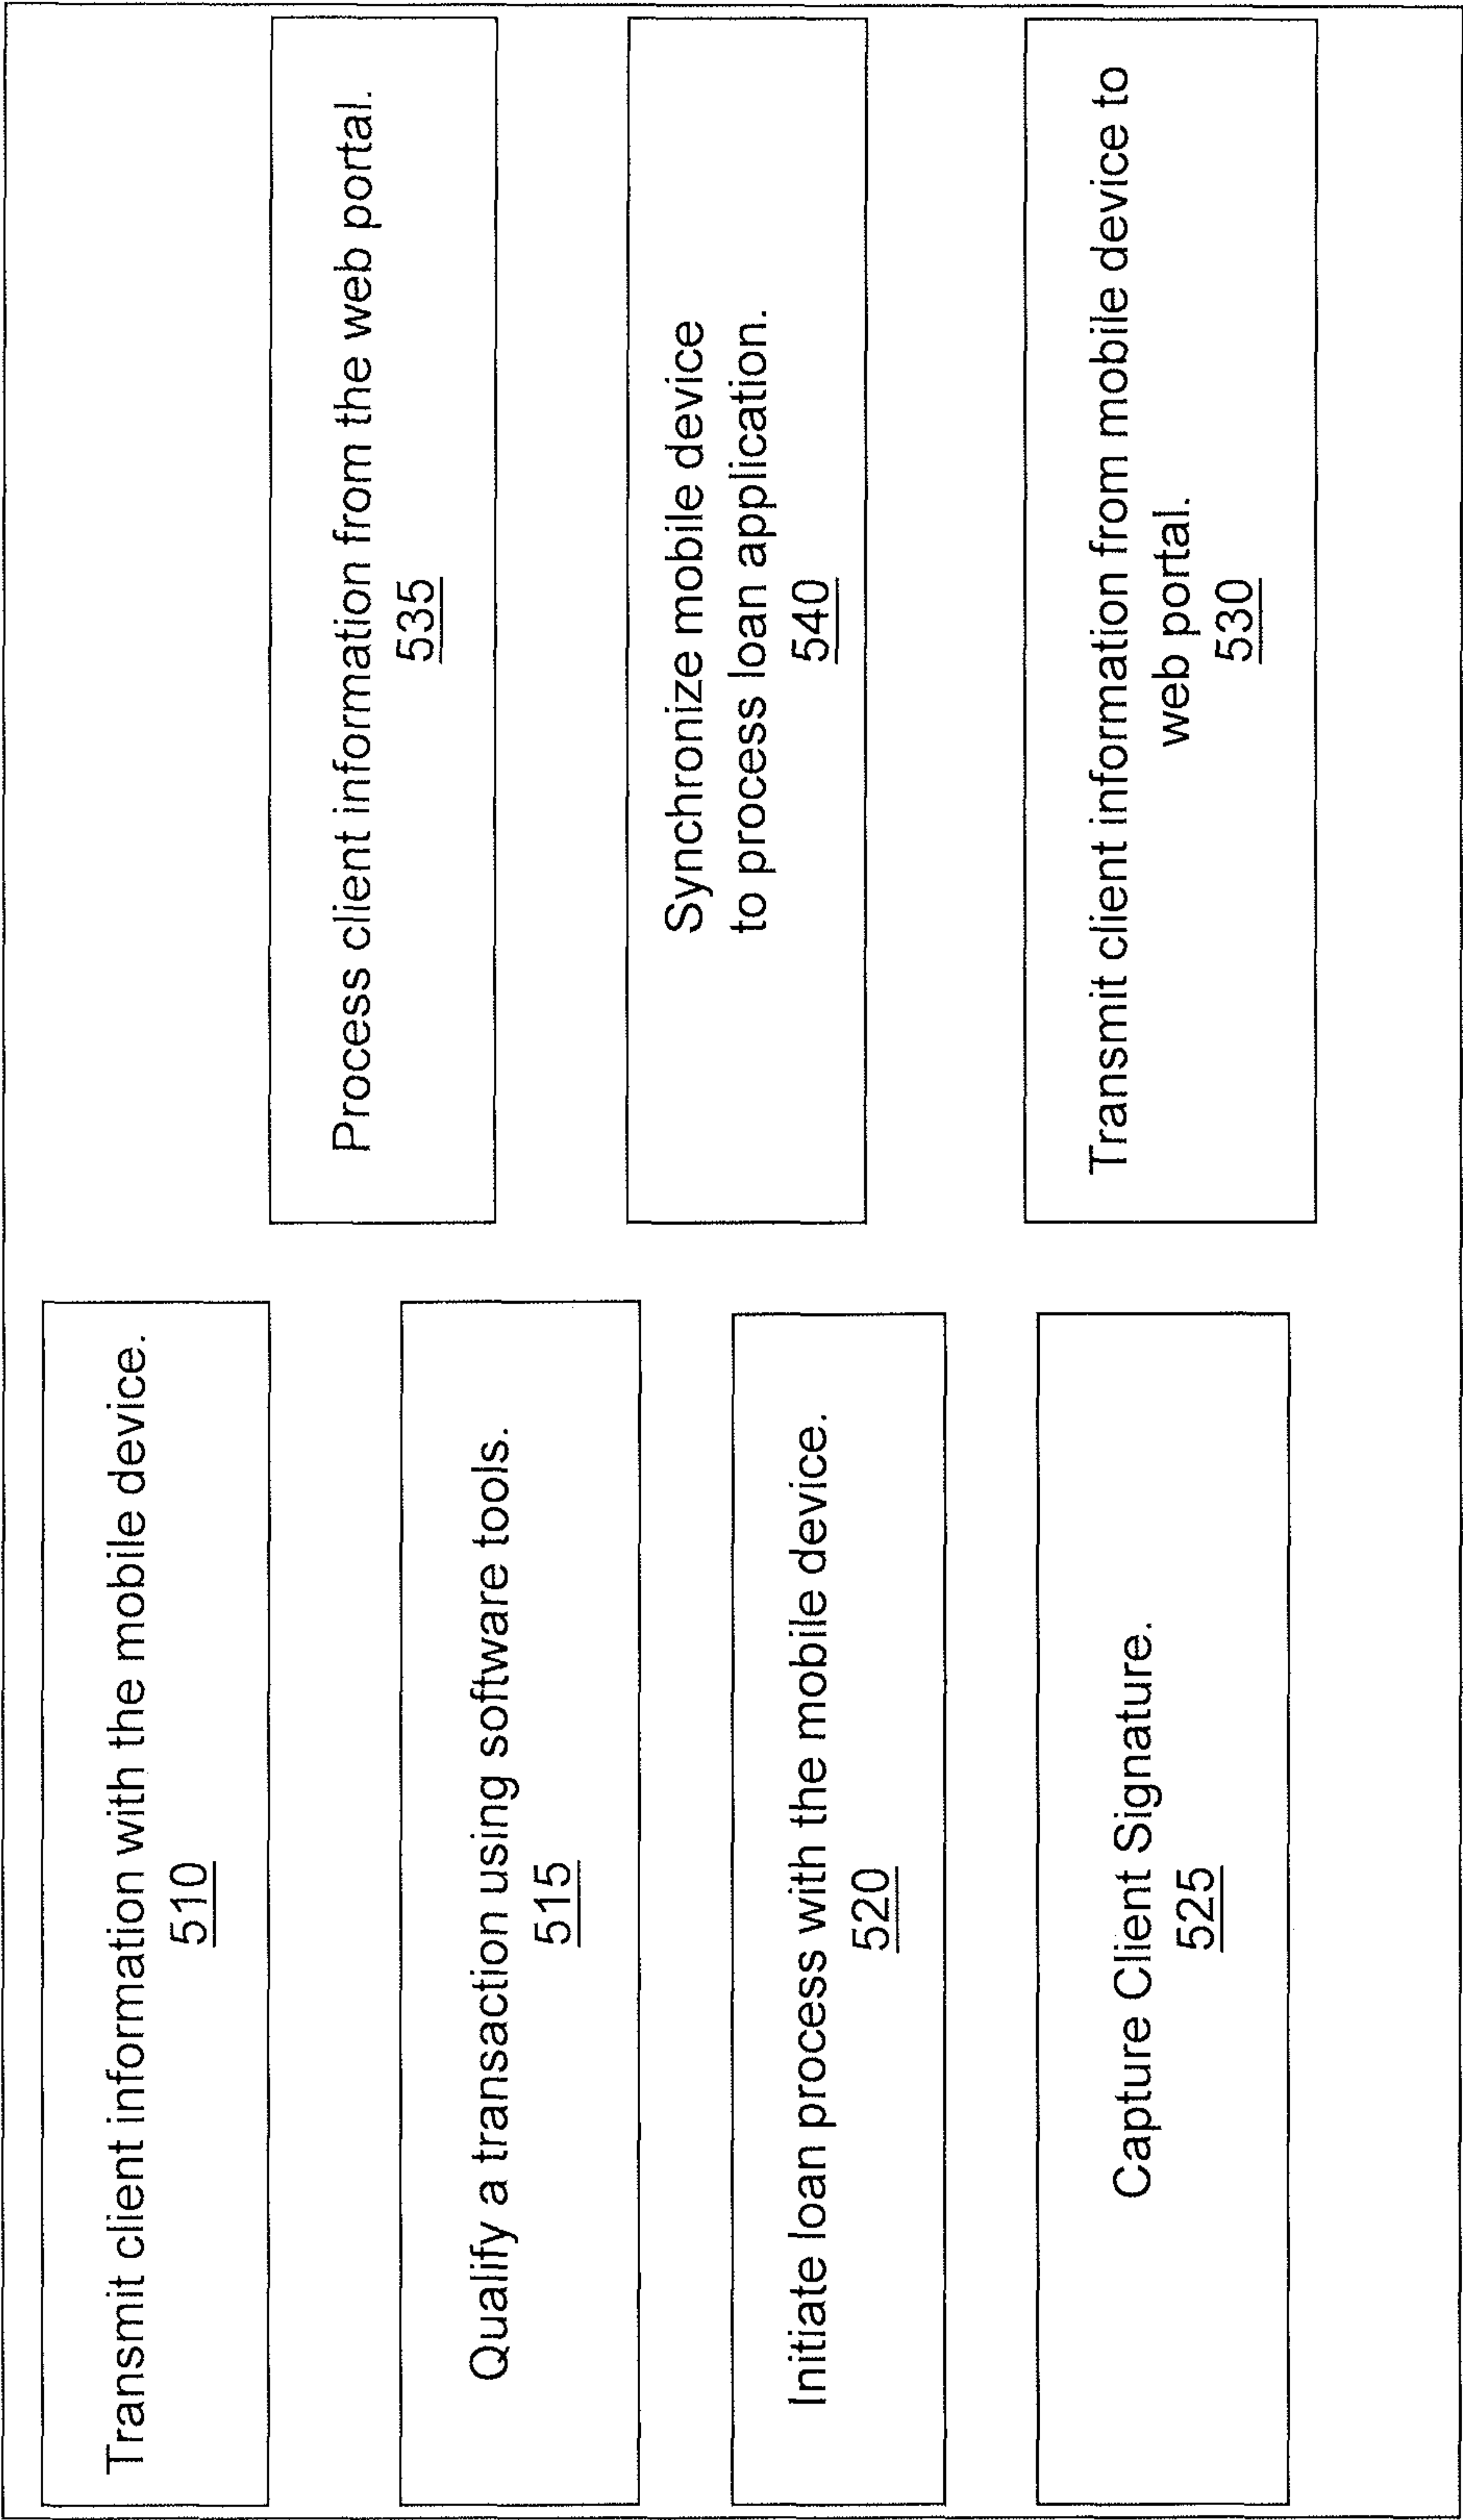 Transmit client information with the mobile device.
510
Qualify a transaction using software tools.
515
Initiate loan process with the mobile device.
520
Capture Client Signature.
525
Process client information from the web portal.
535
Synchronize mobile device
to process loan application.
540
Transmit client information from mobile device to
web portal.
530